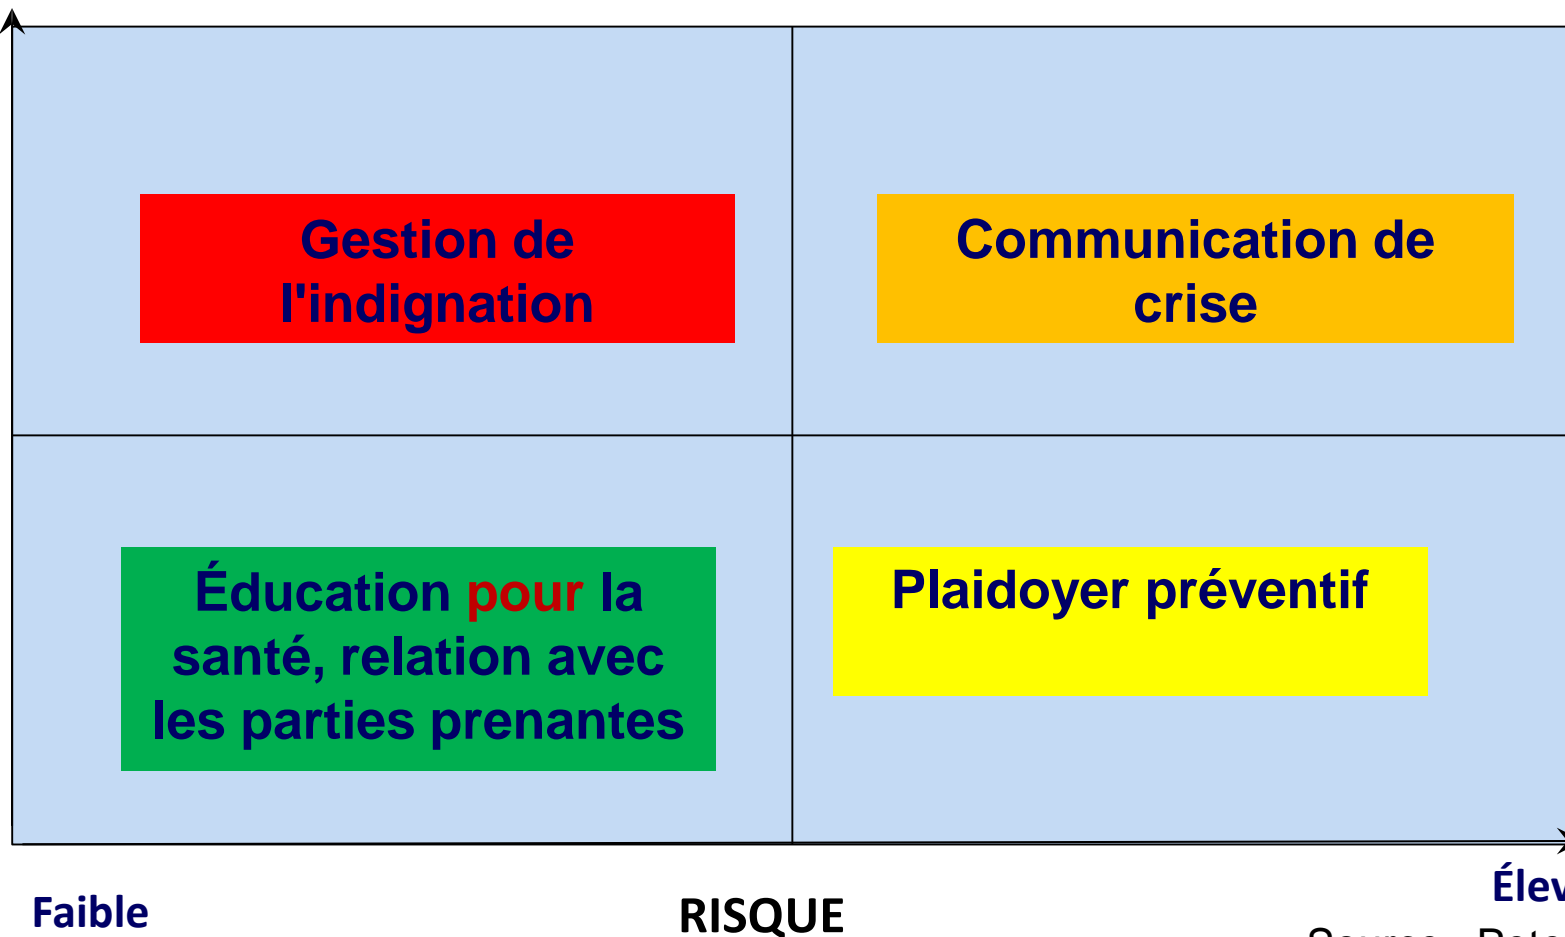 Gestion de
l'indignation
Communication de
crise
Éducation pour la
santé, relation avec
les parties prenantes
Plaidoyer préventif
Faible
RISQUE